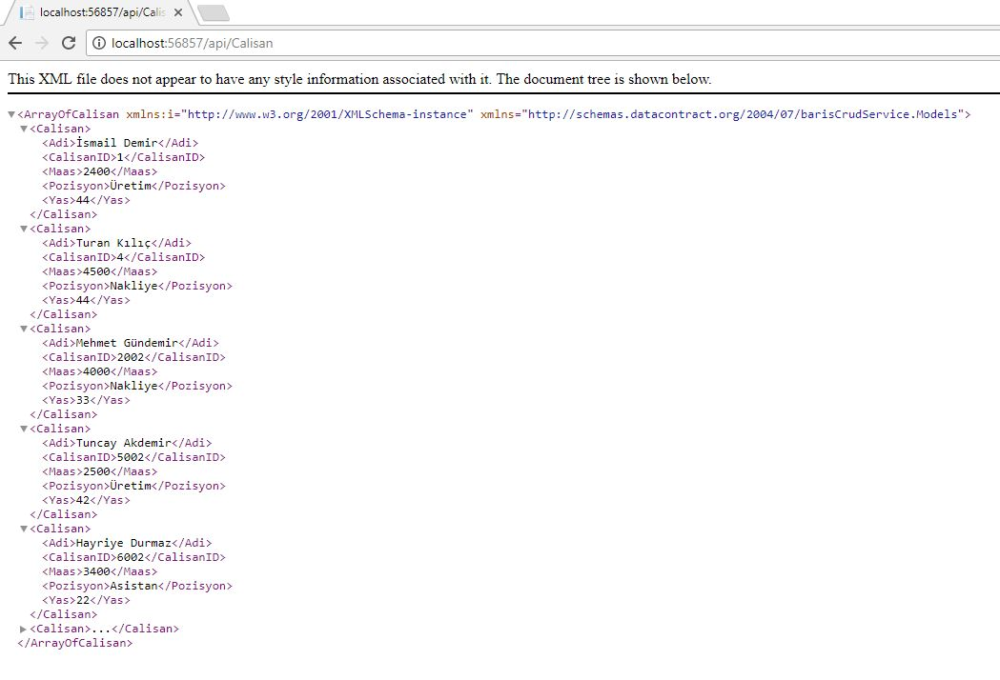 localhost:56857/api/Calis
localhost:56857/api/Calisan
This XML file does not appear to have any style information associated with it. The document tree is shown below.
<ArrayOfCalisan xmlns:i="http://www.w3.org/2001/XMLSchema-instance" xmlns="http://schemas.datacontract.org/2004/07/barisCrudService.Models">
<Calisan>
<Adi>İsmail Demir</Adi>
<CalisanID>1</CalisanID>
<Maas>2400</Maas>
<Pozisyon>Üretim</Pozisyon>
<Yas>44</Yas>
</Calisan>
<Calisan>
<Adi>Turan Kılıç</Adi>
<CalisanID>4</CalisanID>
<Maas>4500</Maas>
<Pozisyon>Nakliye</Pozisyon>
<Yas>44</Yas>
</Calisan>
<Calisan>
<Adi>Mehmet Gündemir</Adi>
<CalisanID>2002</CalisanID>
<Maas>4000</Maas>
<Pozisyon>Nakliye</Pozisyon>
<Yas>33</Yas>
</Calisan>
<Calisan>
<Adi>Tuncay Akdemir</Adi>
<CalisanID>5002</CalisanID>
<Maas>2500</Maas>
<Pozisyon>Üretim</Pozisyon>
<Yas>42</Yas>
</Calisan>
<Calisan>
<Adi>Hayriye Durmaz</Adi>
<CalisanID>6002</CalisanID>
<Maas>3400</Maas>
<Pozisyon>Asistan</Pozisyon>
<Yas>22</Yas>
</Calisan>
<Calisan>...</Calisan>
</ArrayOfCalisan>